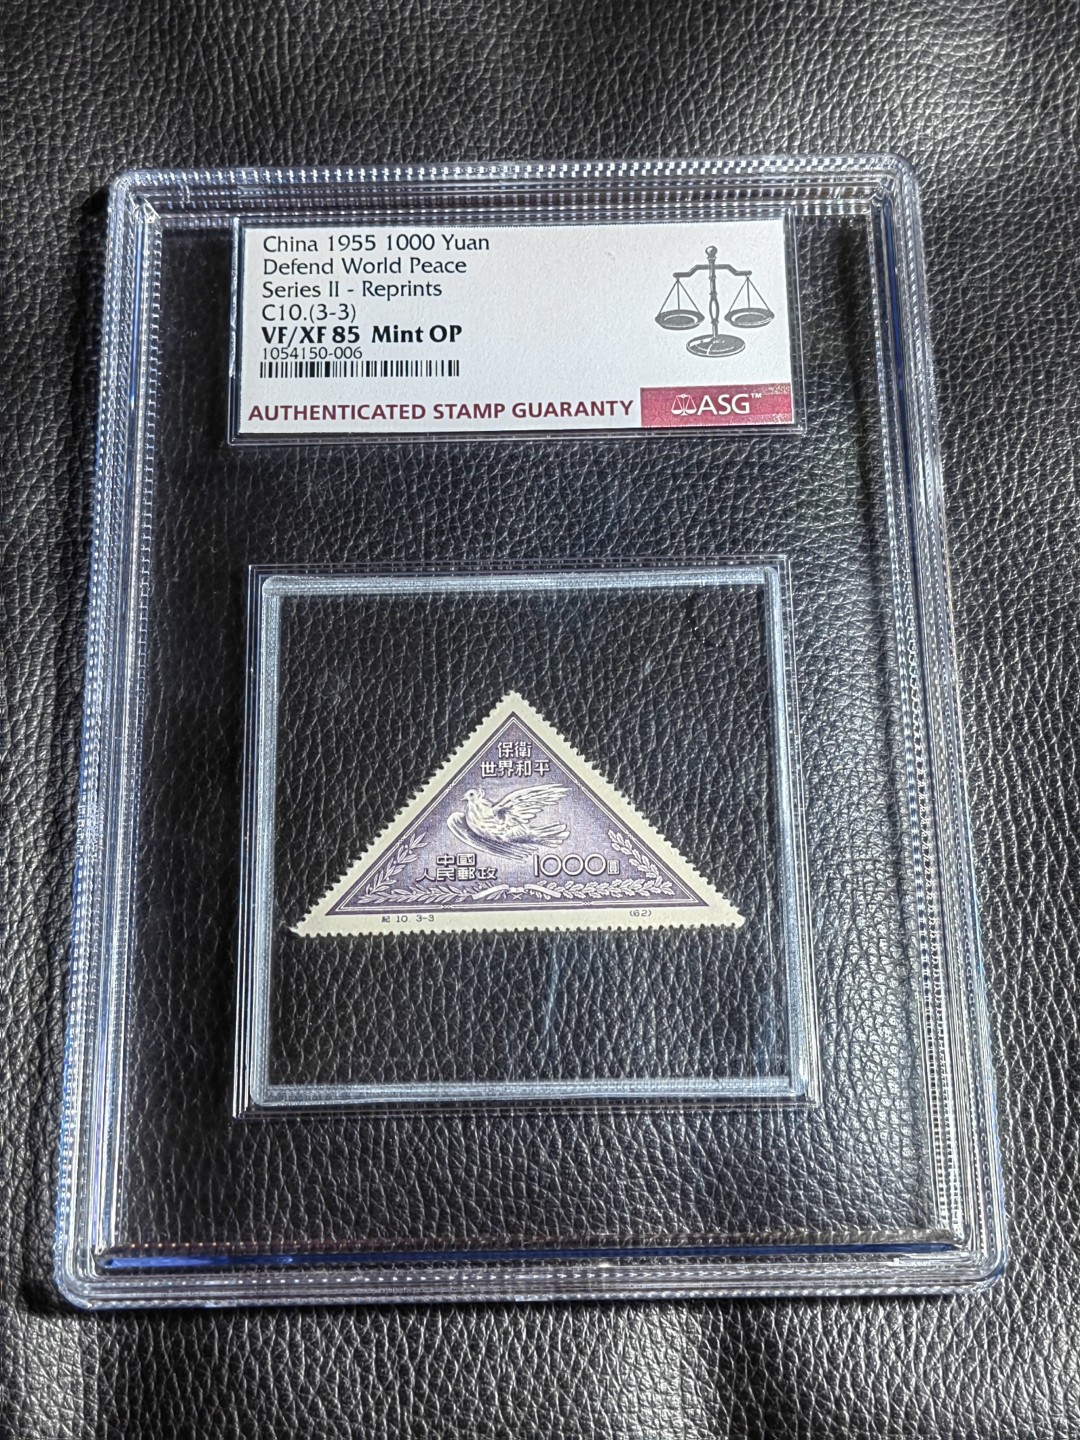 China 1955 1000 Yuan
Defend World Peace
Series II - Reprints
C10.(3-3)
VF/XF 85 Mint OP
1054150-006
AUTHENTICATED STAMP GUARANTY
ASG™
保衛
世界和平
中國
人民郵政
1000圓
紀 10. 3-3
(62)